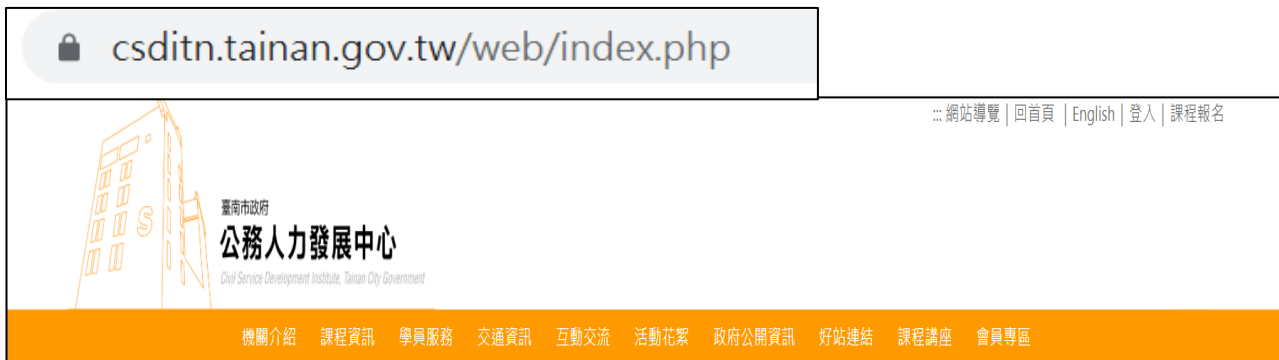 csditn.tainan.gov.tw/web/index.php
::: 網站導覽 | 回首頁 | English | 登入 | 課程報名
S
臺南市政府
公務人力發展中心
Civil Service Development Institute, Tainan City Government
機關介紹 課程資訊 學員服務 交通資訊 互動交流 活動花絮 政府公開資訊 好站連結 課程講座 會員專區